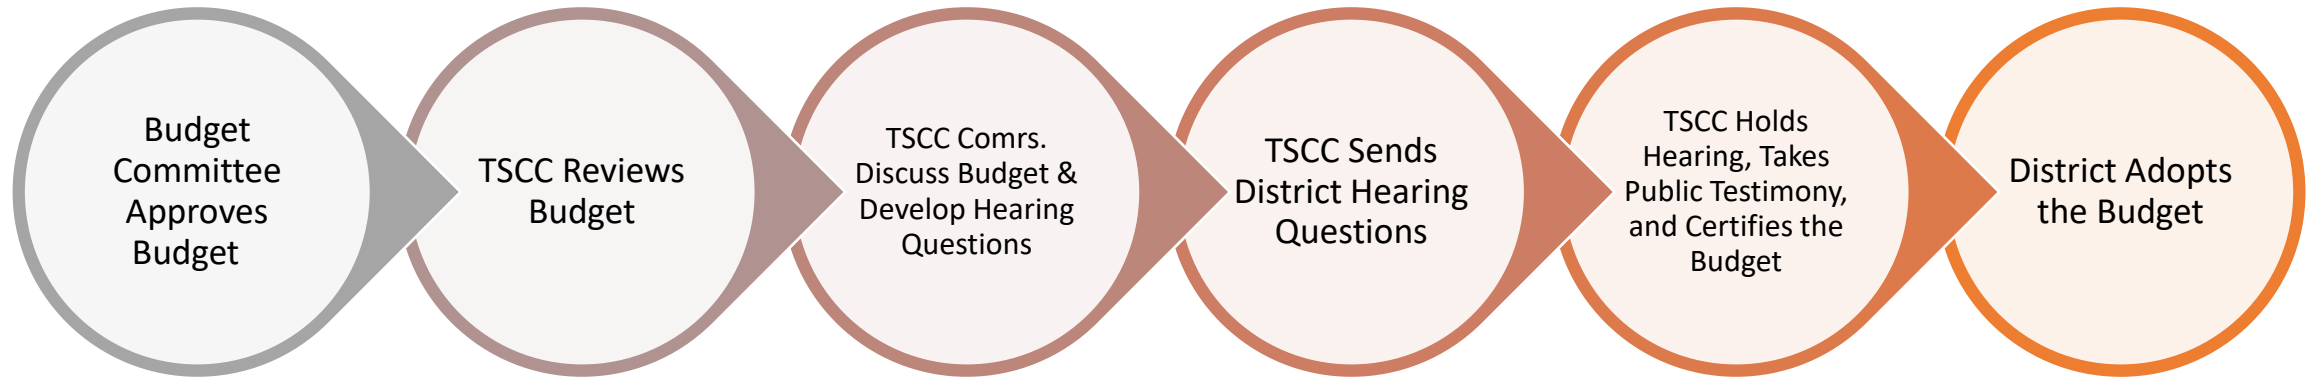 Budget
Committee
Approves
Budget
TSCC Reviews
Budget
TSCC Comrs.
Discuss Budget &
Develop Hearing
Questions
TSCC Sends
District Hearing
Questions
TSCC Holds
Hearing, Takes
Public Testimony,
and Certifies the
Budget
District Adopts
the Budget